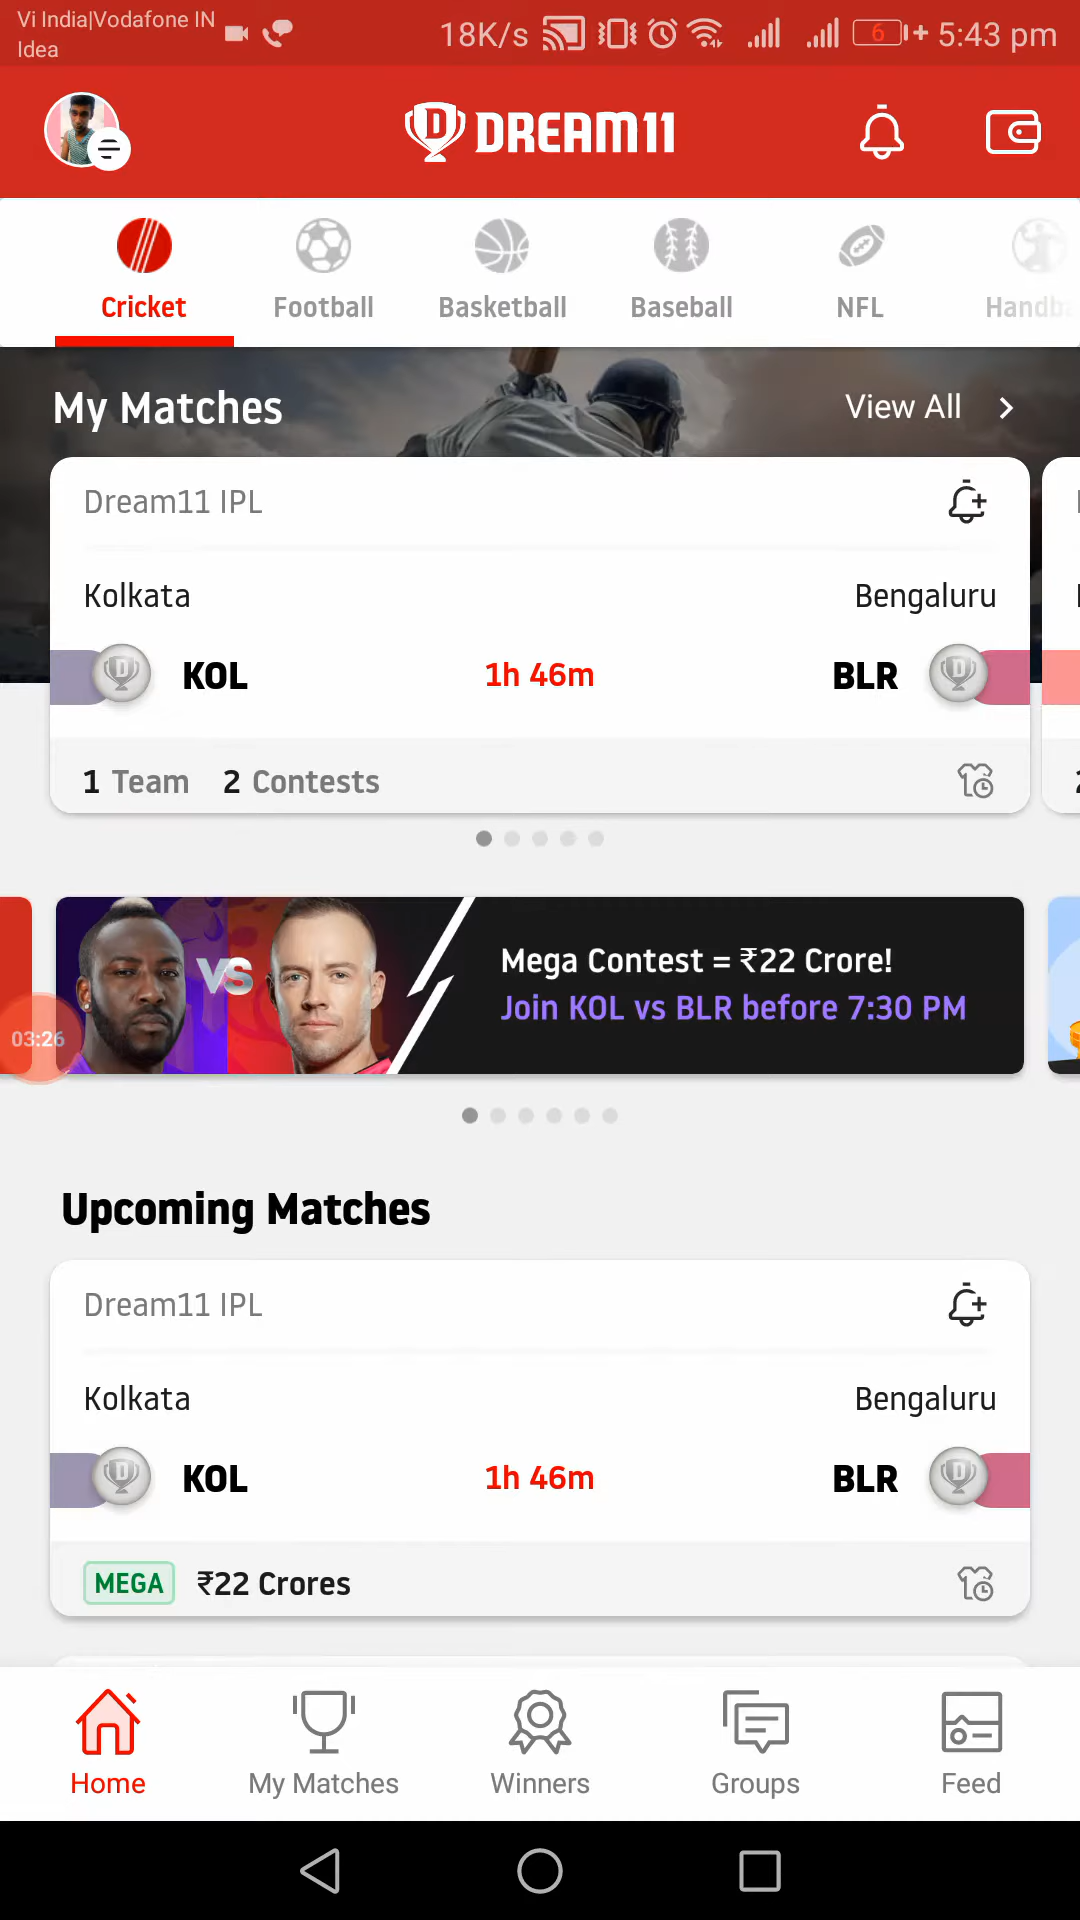 Vi India|Vodafone IN
Idea
18K/s
6
5:43 pm
DREAM11
Cricket
Football
Basketball
Baseball
NFL
Handba
My Matches
View All
Dream11 IPL
Kolkata
Bengaluru
KOL
1h 46m
BLR
1 Team
2 Contests
VS
Mega Contest = ₹22 Crore!
Join KOL vs BLR before 7:30 PM
03:26
Upcoming Matches
Dream11 IPL
Kolkata
Bengaluru
KOL
1h 46m
BLR
MEGA
₹22 Crores
Home
My Matches
Winners
Groups
Feed